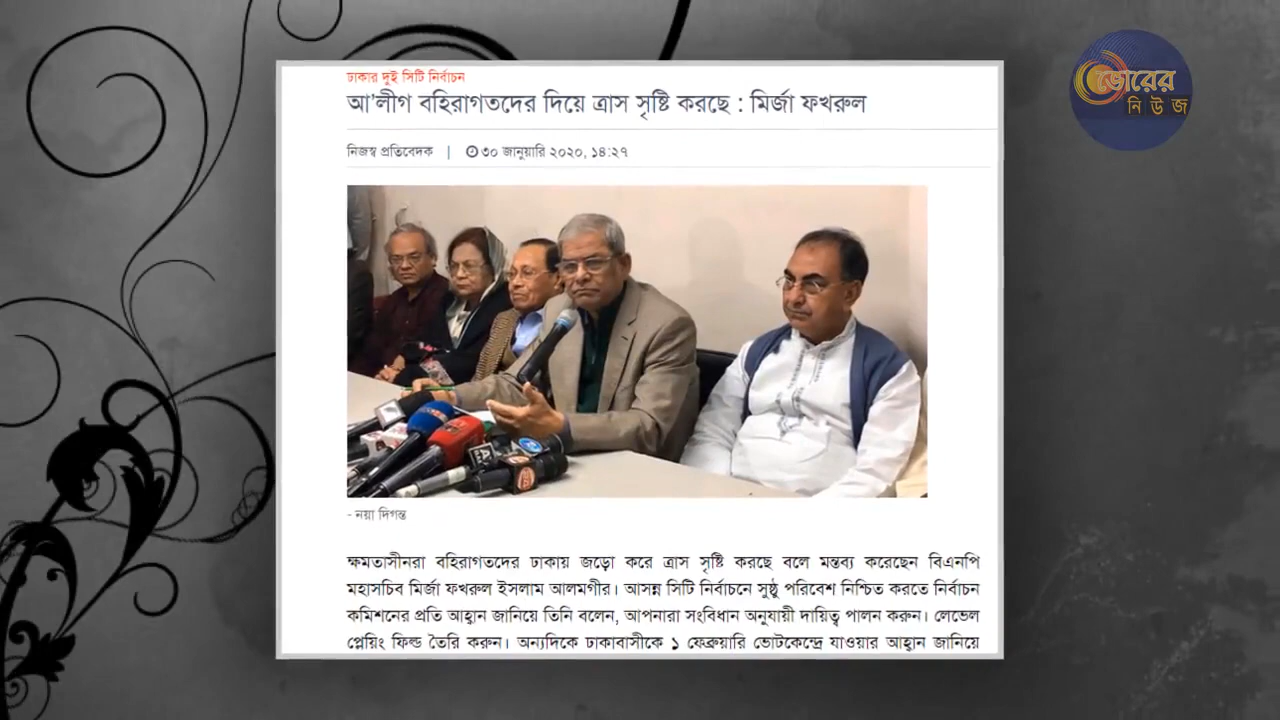 ঢাকার দুই সিটি নির্বাচন
আ'লীগ বহিরাগতদের দিয়ে ত্রাস সৃষ্টি করছে : মির্জা ফখরুল
নিজস্ব প্রতিবেদক | ৩০ জানুয়ারি ২০২০, ১৪:২৭
ভোরের
নিউজ
- নয়া দিগন্ত
ক্ষমতাসীনরা বহিরাগতদের ঢাকায় জড়ো করে ত্রাস সৃষ্টি করছে বলে মন্তব্য করেছেন বিএনপি
মহাসচিব মির্জা ফখরুল ইসলাম আলমগীর। আসন্ন সিটি নির্বাচনে সুষ্ঠু পরিবেশ নিশ্চিত করতে নির্বাচন
কমিশনের প্রতি আহ্বান জানিয়ে তিনি বলেন, আপনারা সংবিধান অনুযায়ী দায়িত্ব পালন করুন। লেভেল
প্লেয়িং ফিল্ড তৈরি করুন। অন্যদিকে ঢাকাবাসীকে ১ ফেব্রুয়ারি ভোটকেন্দ্রে যাওয়ার আহ্বান জানিয়ে